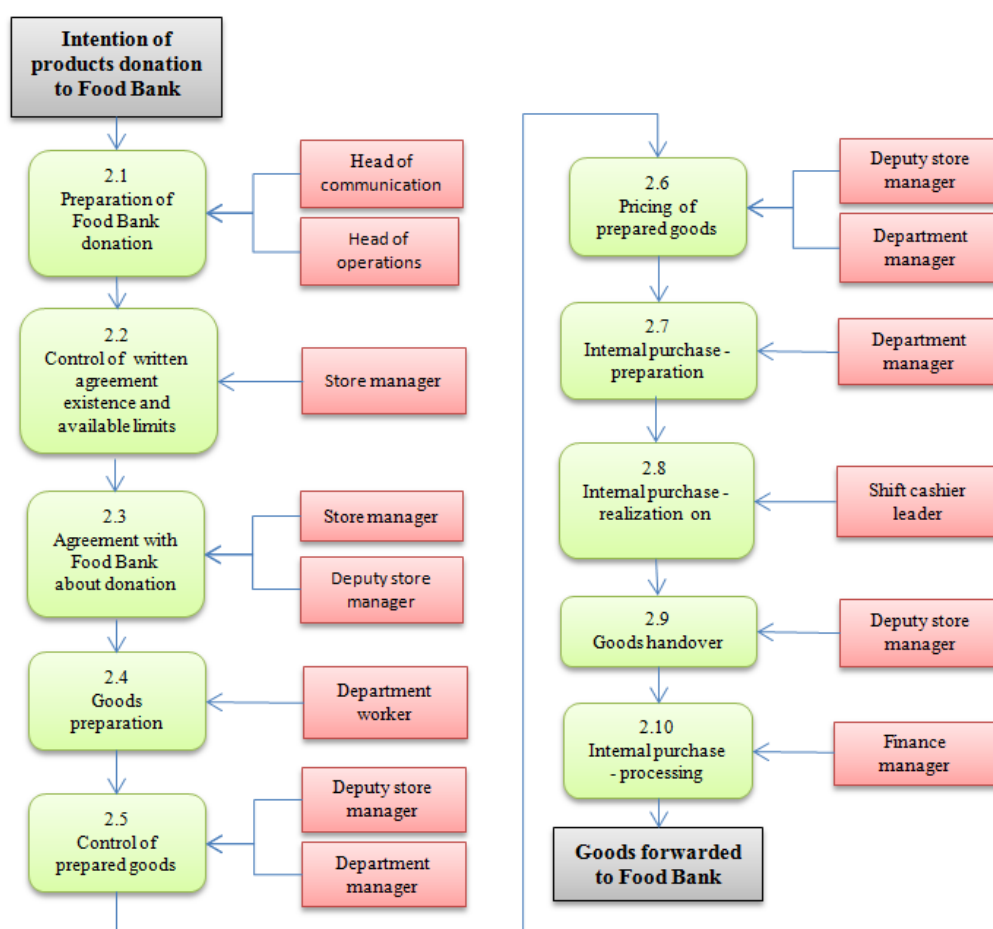 Intention of
products donation
to Food Bank
2.1
Preparation of
Food Bank
donation
Head of
communication
Head of
operations
2.2
Control of written
agreement
existence and
available limits
Store manager
2.3
Agreement with
Food Bank
about donation
Store manager
Deputy store
manager
2.4
Goods
preparation
Department
worker
2.5
Control of
prepared goods
Deputy store
manager
Department
manager
2.6
Pricing of
prepared goods
Deputy store
manager
Department
manager
2.7
Internal purchase -
preparation
Department
manager
2.8
Internal purchase -
realization on
Shift cashier
leader
2.9
Goods handover
Deputy store
manager
2.10
Internal purchase
- processing
Finance
manager
Goods forwarded
to Food Bank